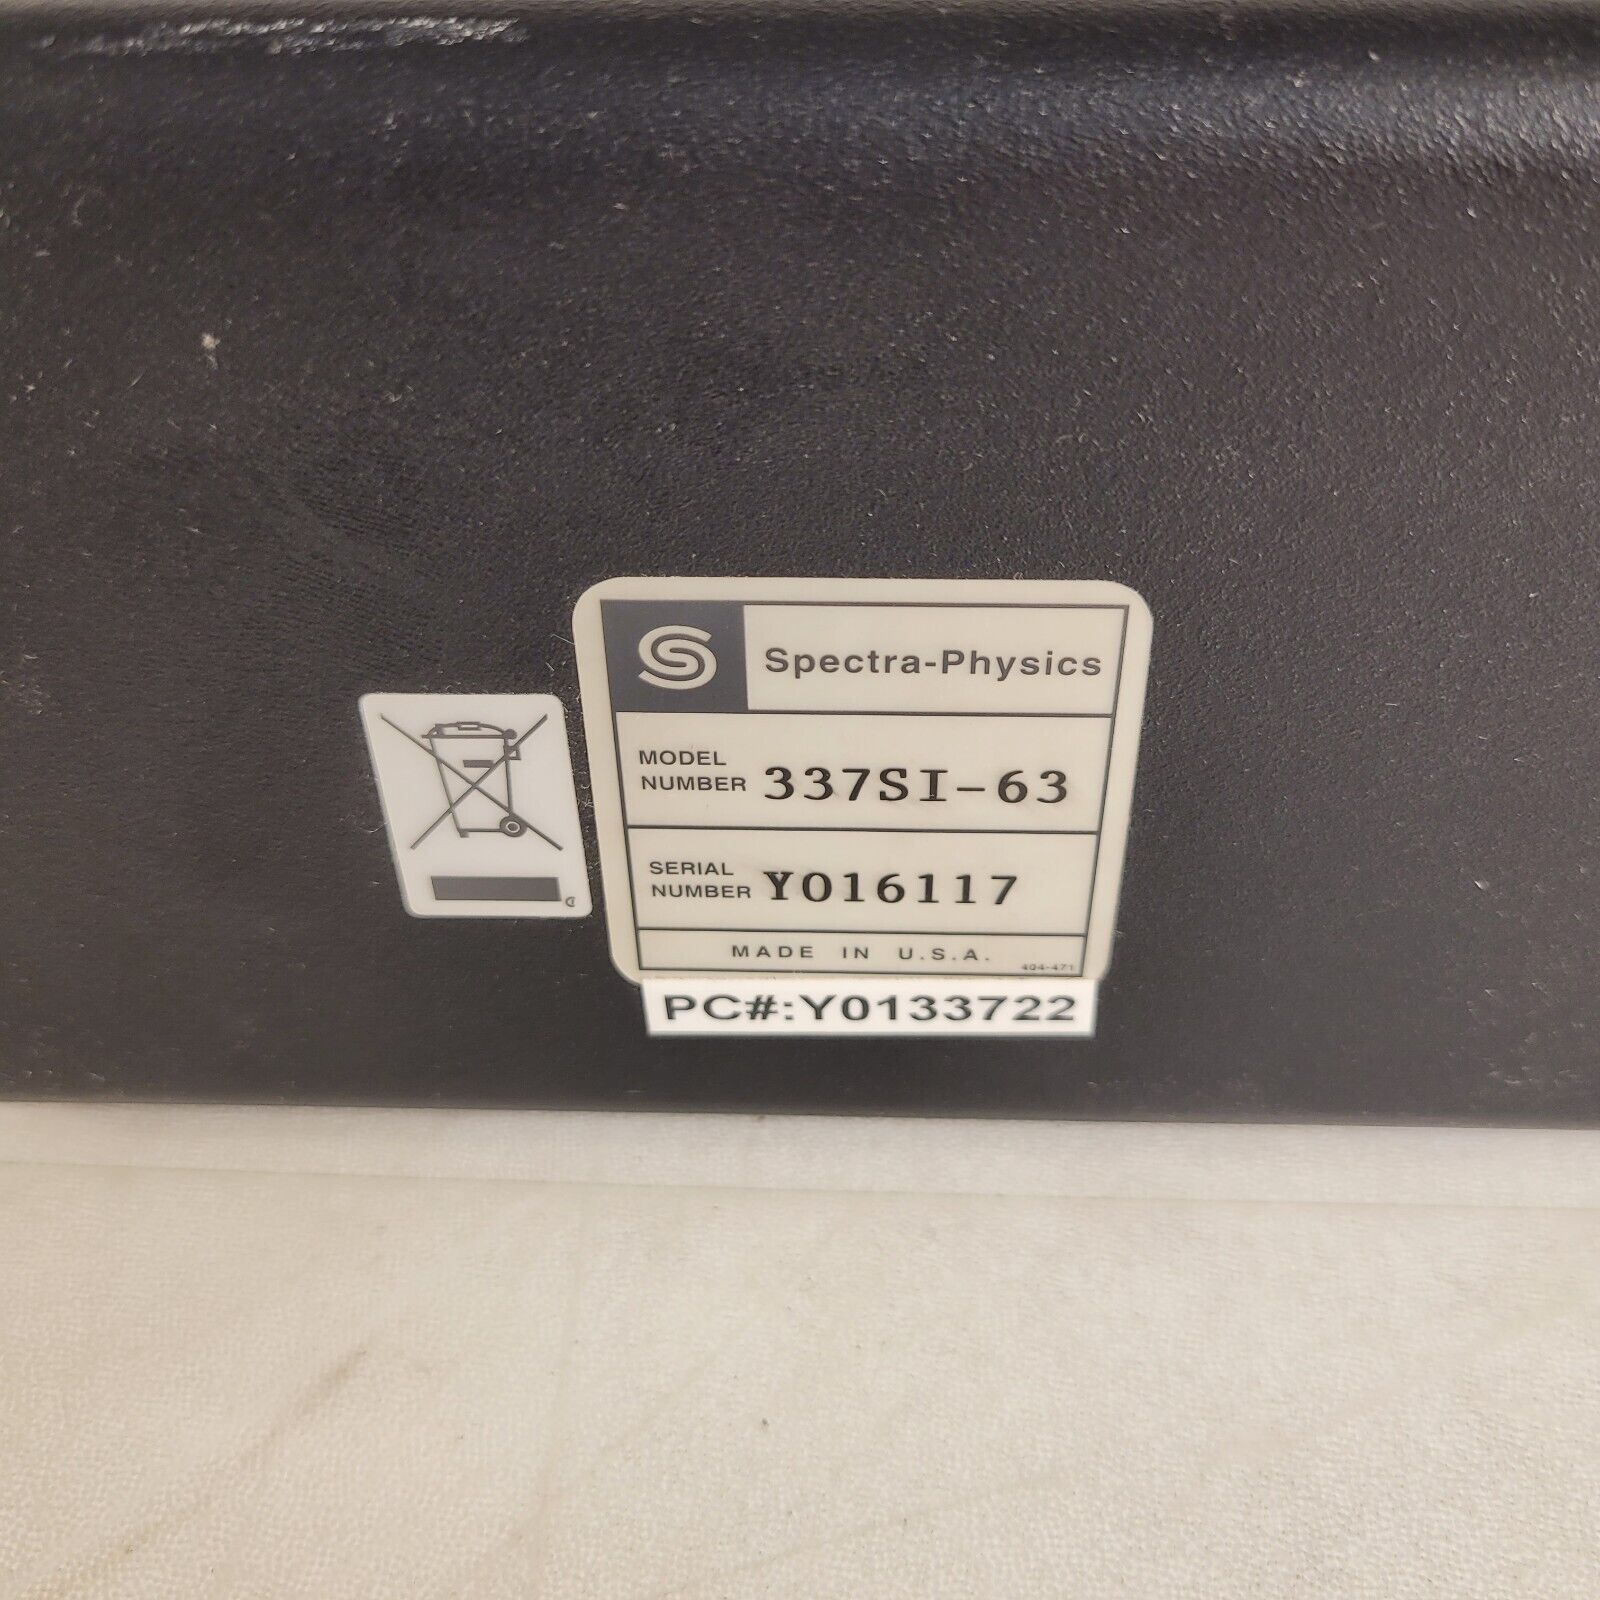 Spectra-Physics
MODEL NUMBER 337SI-63
SERIAL NUMBER Y016117
MADE IN U.S.A.
404-471
PC#:Y0133722